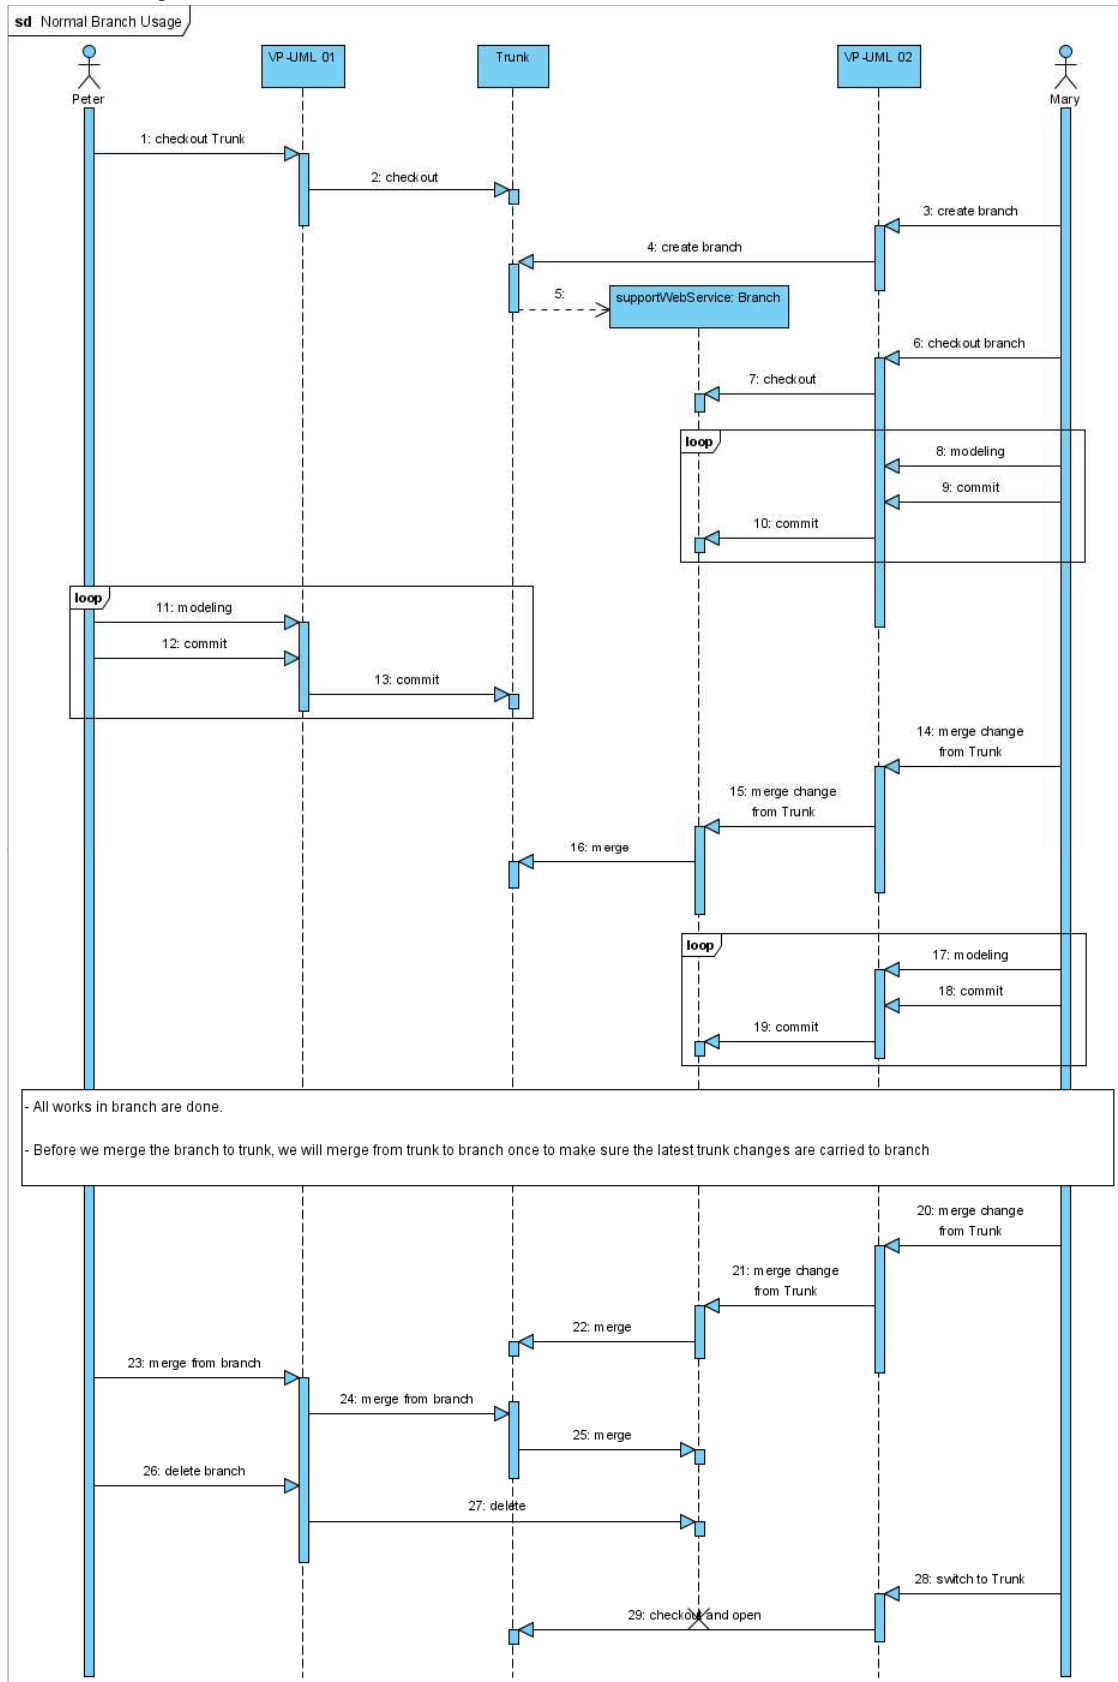 sd Normal Branch Usage
VP-UML 01
Trunk
VP-UML 02
Peter
Mary
1: checkout Trunk
2: checkout
3: create branch
4: create branch
5:
supportWebService: Branch
6: checkout branch
7: checkout
loop
8: modeling
9: commit
10: commit
loop
11: modeling
12: commit
13: commit
14: merge change
from Trunk
15: merge change
from Trunk
16: merge
loop
17: modeling
18: commit
19: commit
- All works in branch are done.
- Before we merge the branch to trunk, we will merge from trunk to branch once to make sure the latest trunk changes are carried to branch
20: merge change
from Trunk
21: merge change
from Trunk
22: merge
23: merge from branch
24: merge from branch
25: merge
26: delete branch
27: delete
28: switch to Trunk
29: checkout and open